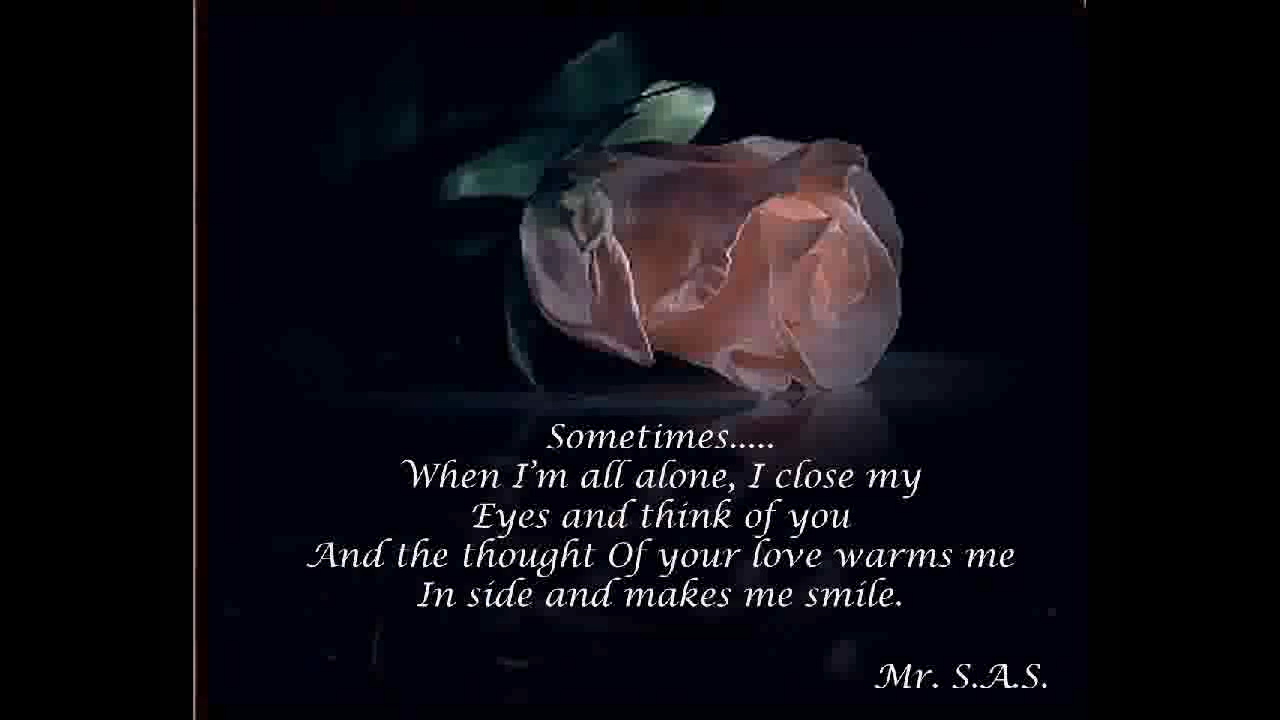 Sometimes.....
When I'm all alone, I close my
Eyes and think of you
And the thought Of your love warms me
In side and makes me smile.
Mr. S.A.S.